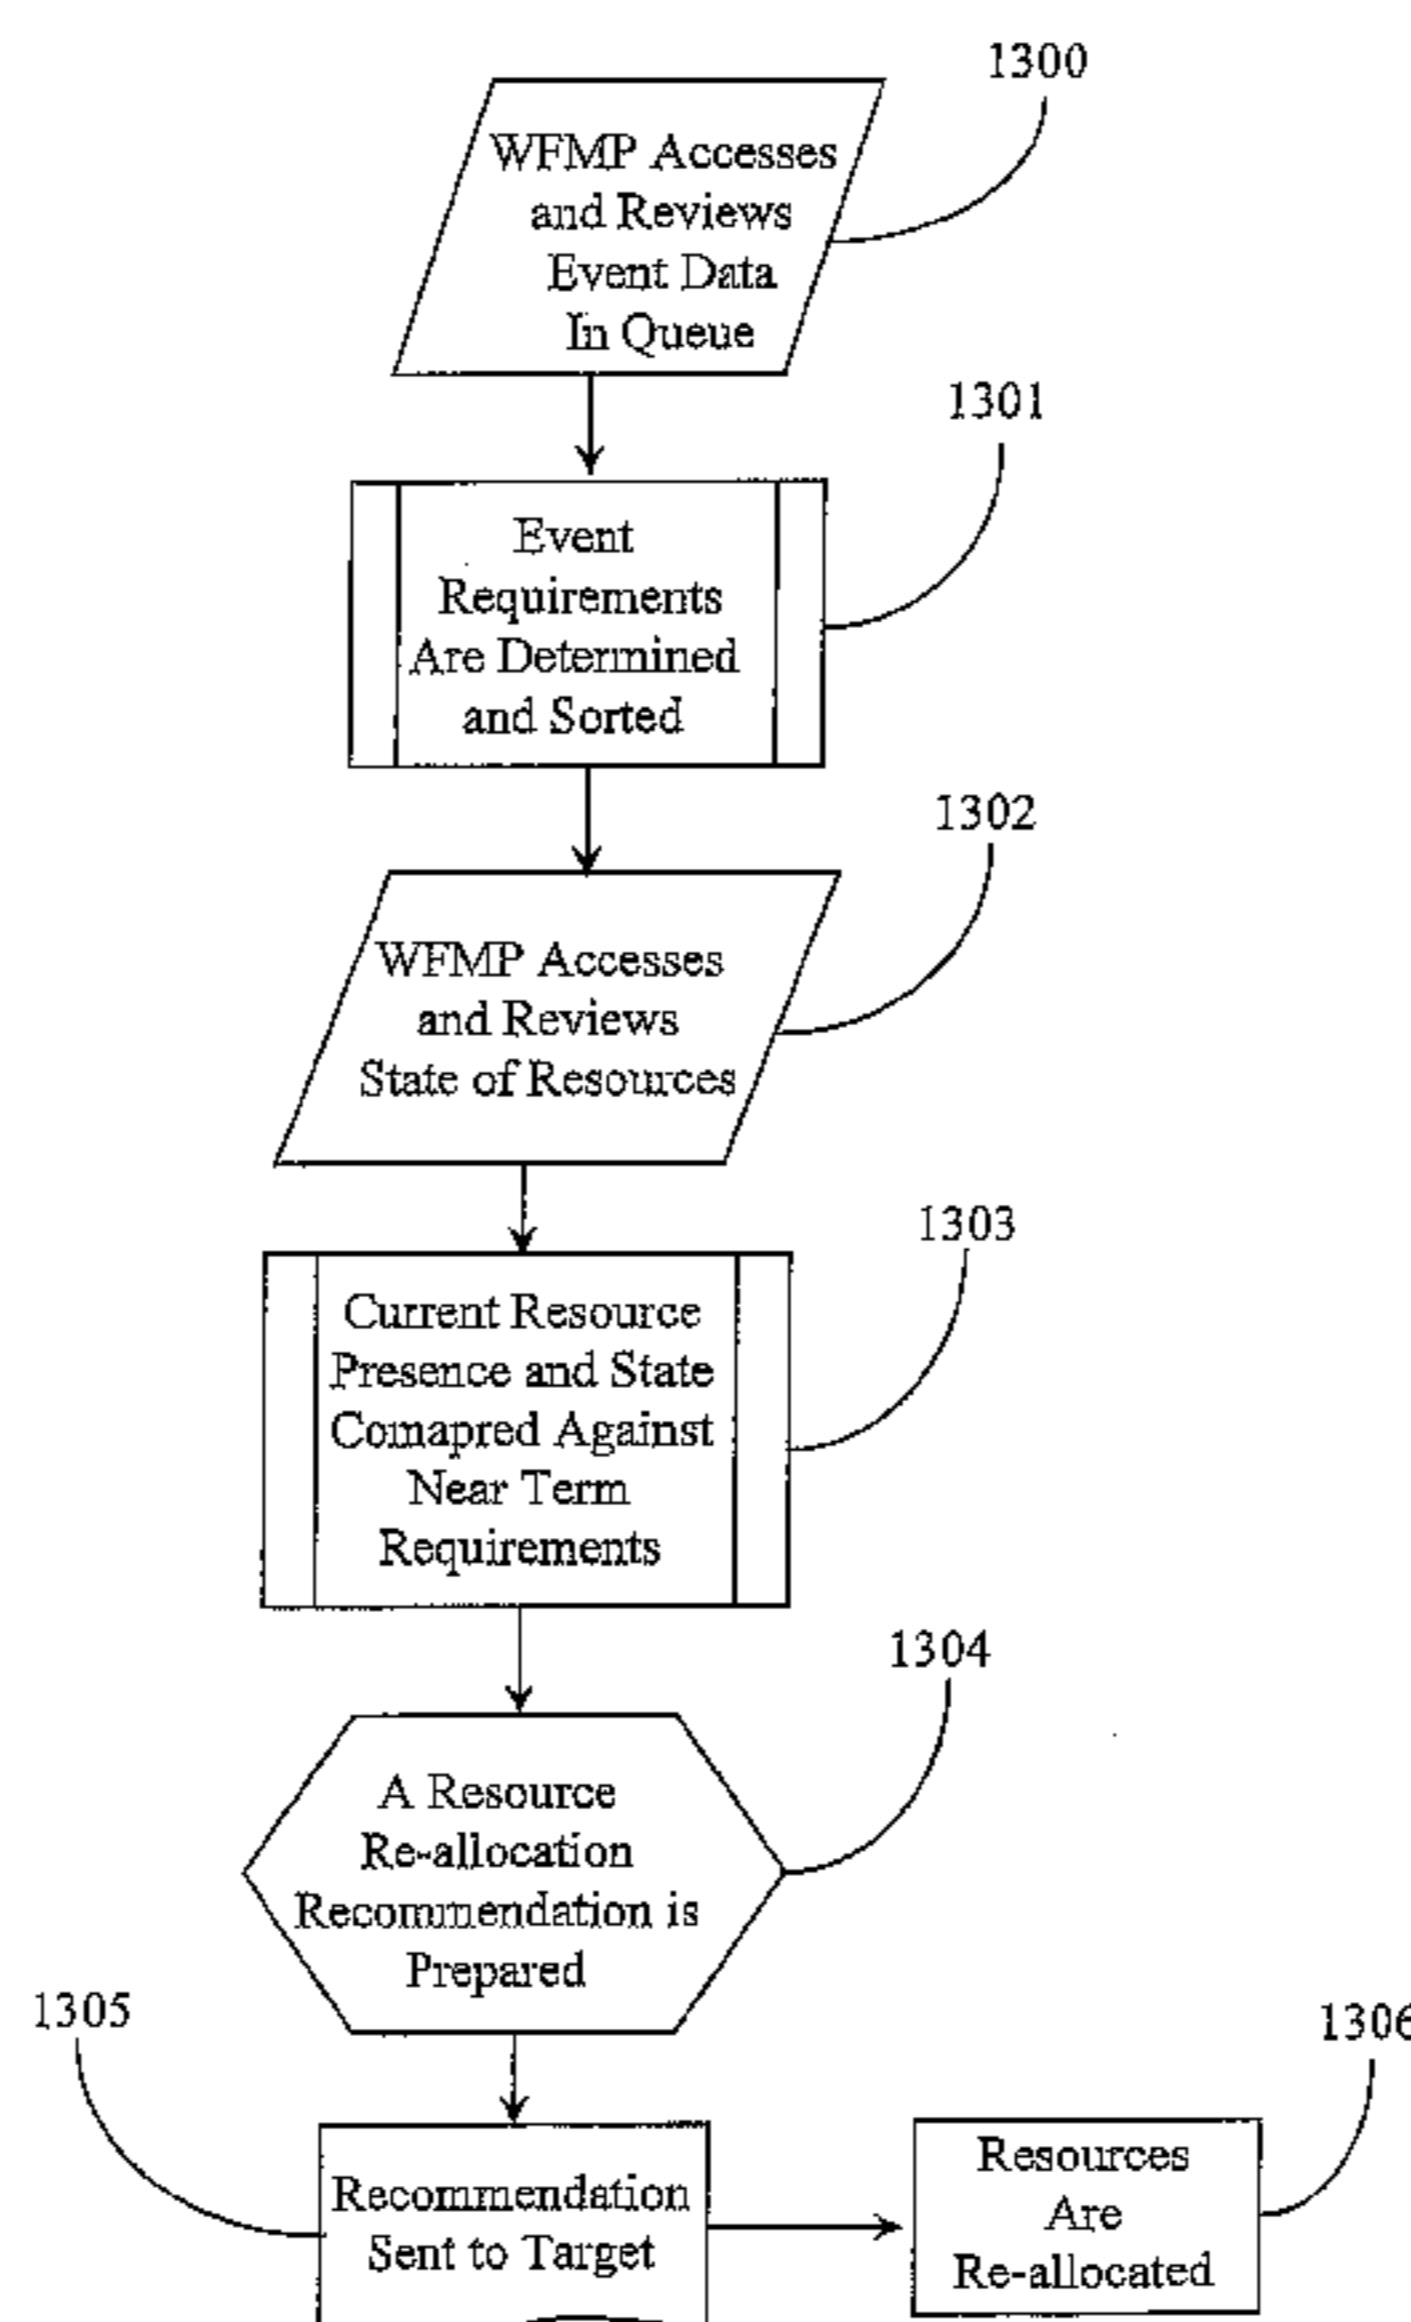 1300
WFMP Accesses
and Reviews
Event Data
In Queue
1301
Event
Requirements
Are Determined
and Sorted
1302
WFMP Accesses
and Reviews
State of Resources
1303
Current Resource
Presence and State
Comapred Against
Near Term
Requirements
1304
A Resource
Re-allocation
Recommendation is
Prepared
1305
1306
Recommendation
Sent to Target
Resources
Are
Re-allocated